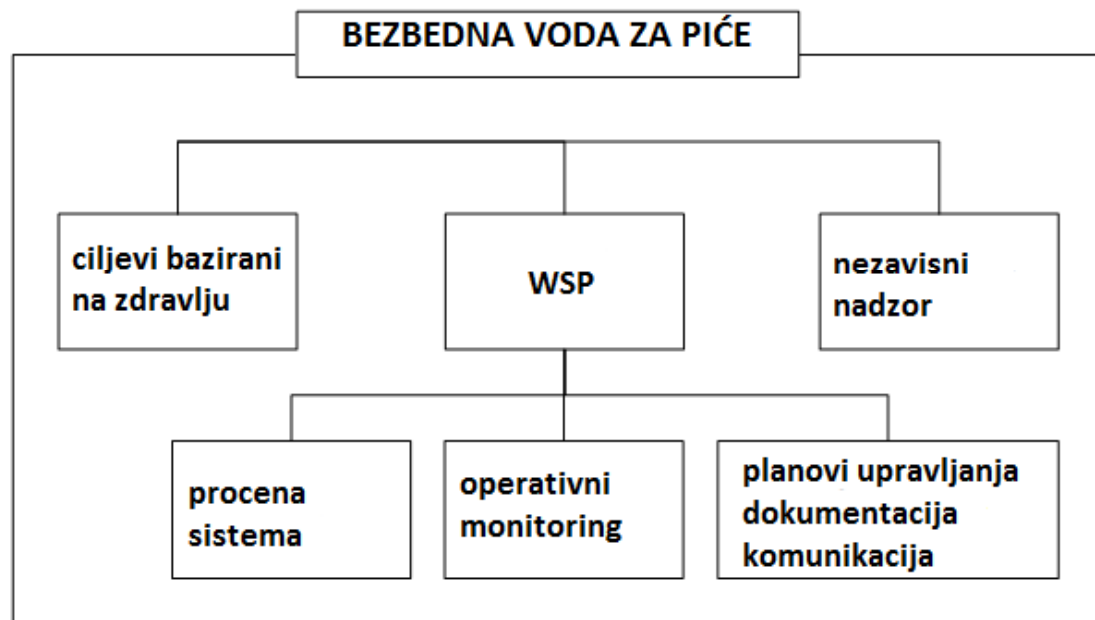 BEZBEDNA VODA ZA PIĆE
ciljevi bazirani
na zdravlju
WSP
nezavisni
nadzor
procena
sistema
operativni
monitoring
planovi upravljanja
dokumentacija
komunikacija